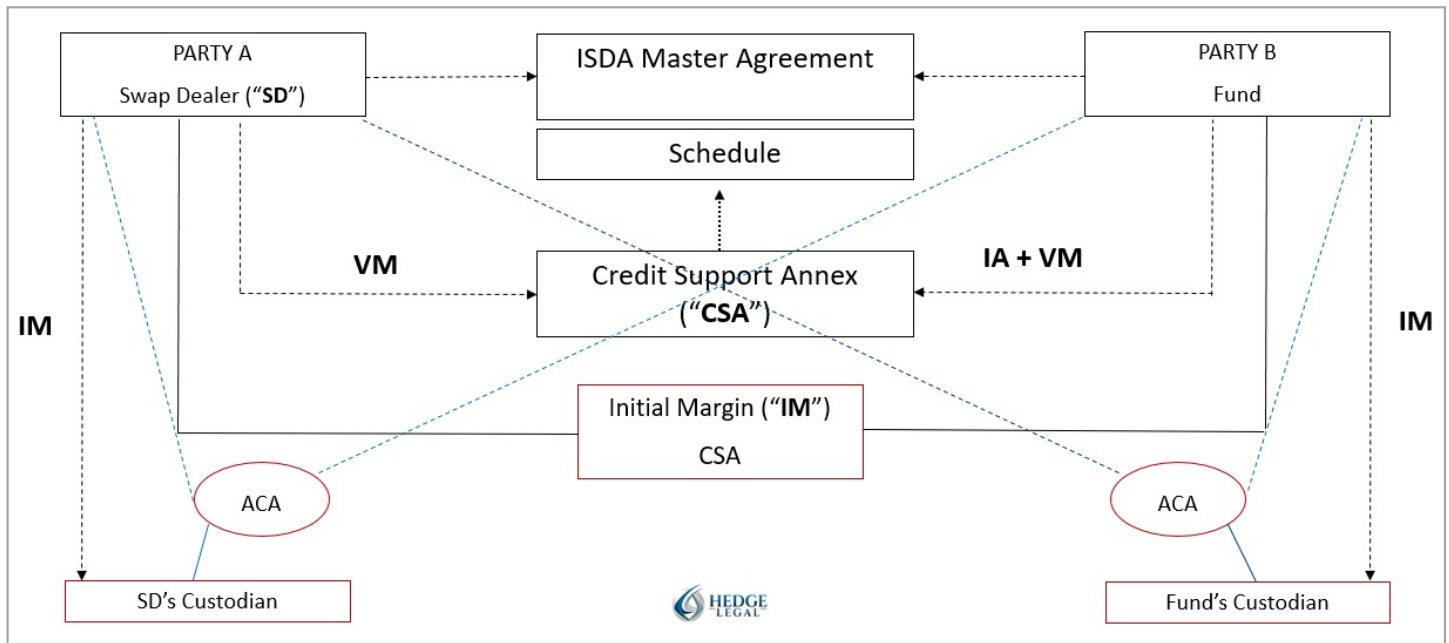 PARTY A
Swap Dealer (“SD”)
ISDA Master Agreement
PARTY B
Fund
Schedule
VM
Credit Support Annex
(“CSA”)
IA + VM
IM
IM
Initial Margin (“IM”)
CSA
ACA
ACA
SD’s Custodian
HEDGE
LEGAL
Fund’s Custodian